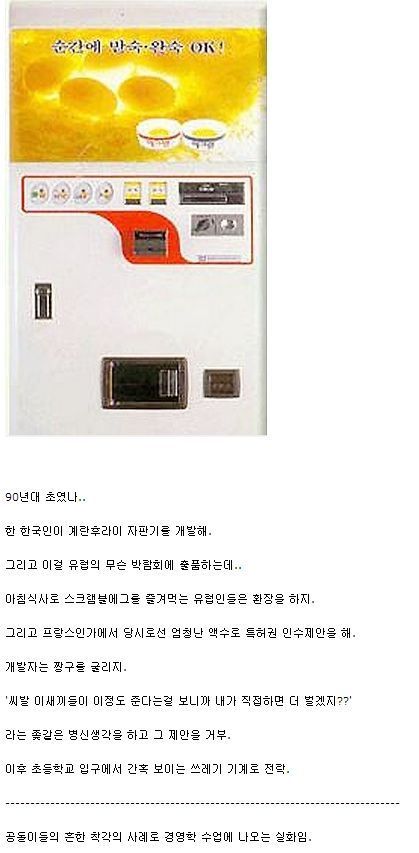 순간에 반숙·완숙 OK!
90년대 초였나..
한 한국인이 계란후라이 자판기를 개발해.
그리고 이걸 유럽의 무슨 박람회에 출품하는데..
아침식사로 스크램블에그를 즐겨먹는 유럽인들은 환장을 하지.
그리고 프랑스인가에서 당시로선 엄청난 액수로 특허권 인수제안을 해.
개발자는 짱구를 굴리지.
'씨발 이새끼들이 이정도 준다는걸 보니까 내가 직접하면 더 벌겠지??'
라는 좆같은 병신생각을 하고 그 제안을 거부.
이후 초등학교 입구에서 간혹 보이는 쓰레기 기계로 전락.
공돌이들의 흔한 착각의 사례로 경영학 수업에 나오는 실화임.